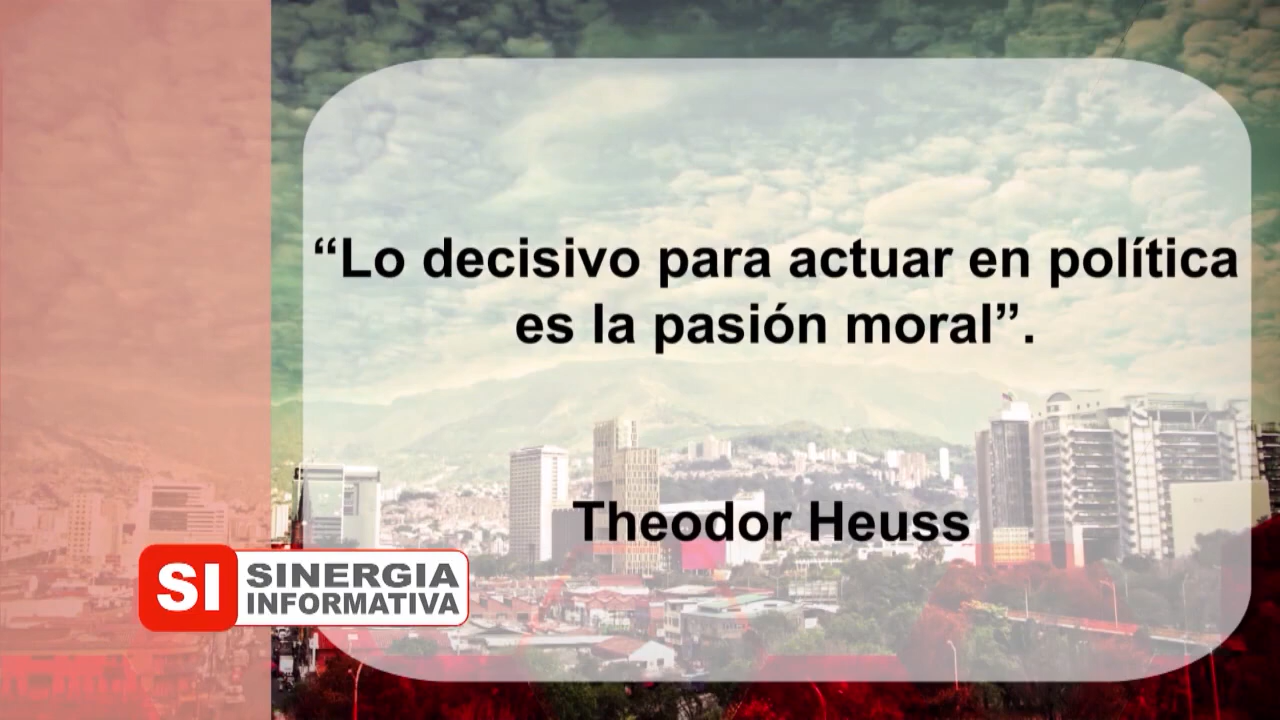 “Lo decisivo para actuar en política
es la pasión moral”.
Theodor Heuss
SI SINERGIA
INFORMATIVA